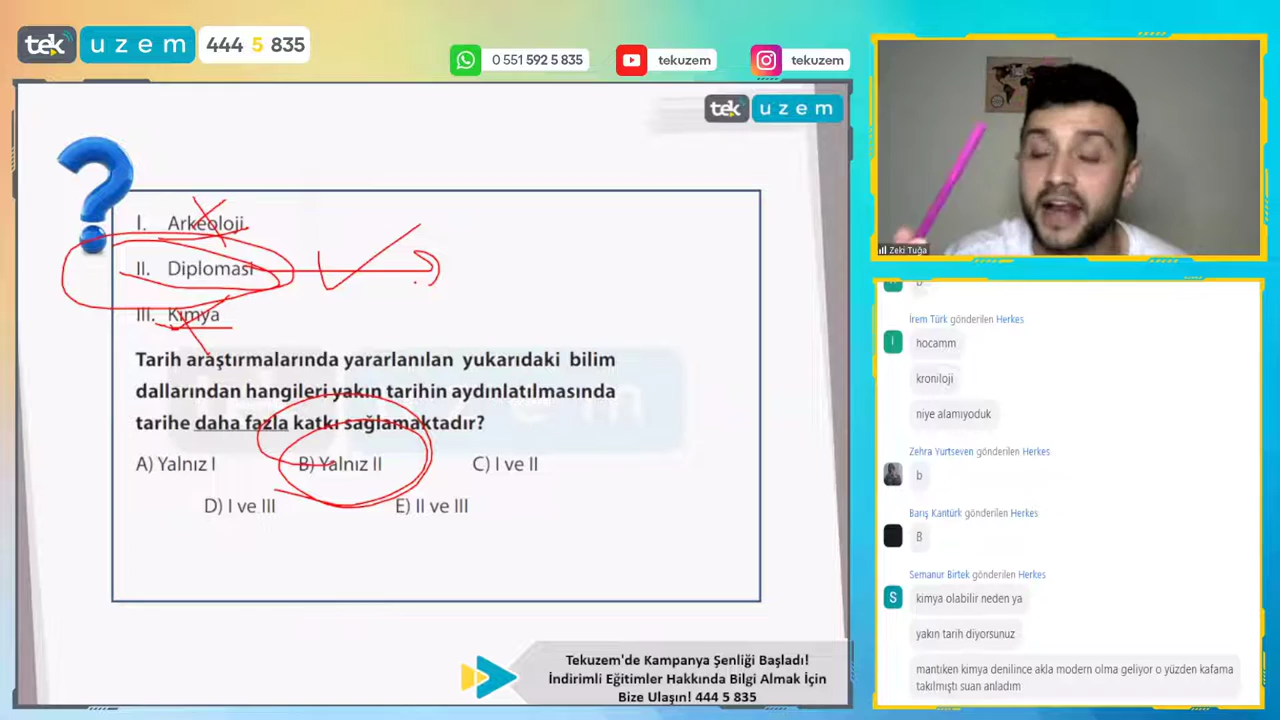 tek uzem 444 5 835
0 551 592 5 835
tekuzem
tekuzem
tek uzem
I. Arkeoloji
II. Diplomasi
III. Kimya
Tarih araştırmalarında yararlanılan yukarıdaki bilim
dallarından hangileri yakın tarihin aydınlatılmasında
tarihe daha fazla katkı sağlamaktadır?
A) Yalnız I
B) Yalnız II
C) I ve II
D) I ve III
E) II ve III
Tekuzem'de Kampanya Şenliği Başladı!
İndirimli Eğitimler Hakkında Bilgi Almak İçin
Bize Ulaşın! 444 5 835
Zeki Tuğa
İrem Türk gönderilen Herkes
I
hocamm
kroniloji
niye alamıyoduk
Zehra Yurtseven gönderilen Herkes
b
Barış Kantürk gönderilen Herkes
B
Semanur Birtek gönderilen Herkes
S
kimya olabilir neden ya
yakın tarih diyorsunuz
mantıken kimya denilince akla modern olma geliyor o yüzden kafama
takılmıştı suan anladım